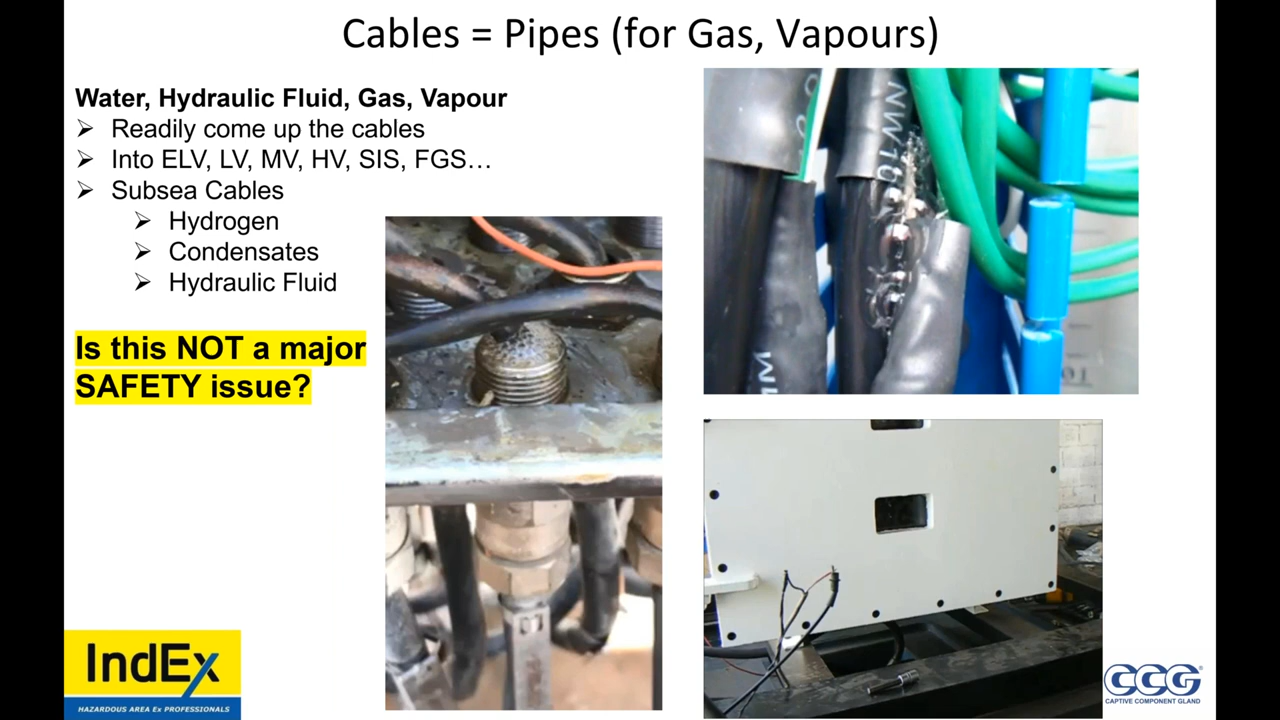 Cables = Pipes (for Gas, Vapours)
Water, Hydraulic Fluid, Gas, Vapour
Readily come up the cables
Into ELV, LV, MV, HV, SIS, FGS…
Subsea Cables
Hydrogen
Condensates
Hydraulic Fluid
Is this NOT a major
SAFETY issue?
IndEx
HAZARDOUS AREA Ex PROFESSIONALS
CCG®
CAPTIVE COMPONENT GLAND